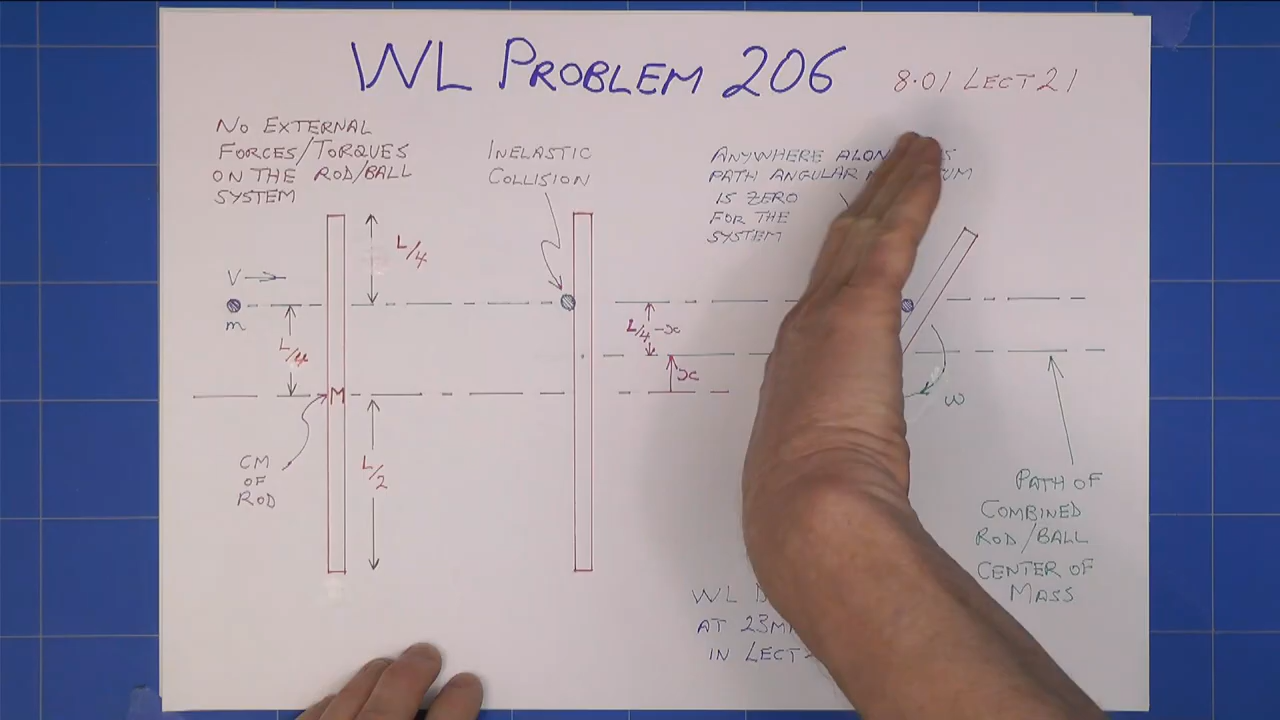 WL PROBLEM 206
8.01 LECT 21
NO EXTERNAL
FORCES/TORQUES
ON THE ROD/BALL
SYSTEM
INELASTIC
COLLISION
ANYWHERE
PATH ANGULAR
IS ZERO
FOR THE
SYSTEM
L/4
V
m
L/4
L/4-x
x
M
L/2
CM
OF
ROD
ω
PATH OF
COMBINED
ROD/BALL
CENTER OF
MASS
WL
AT 23
IN LECT